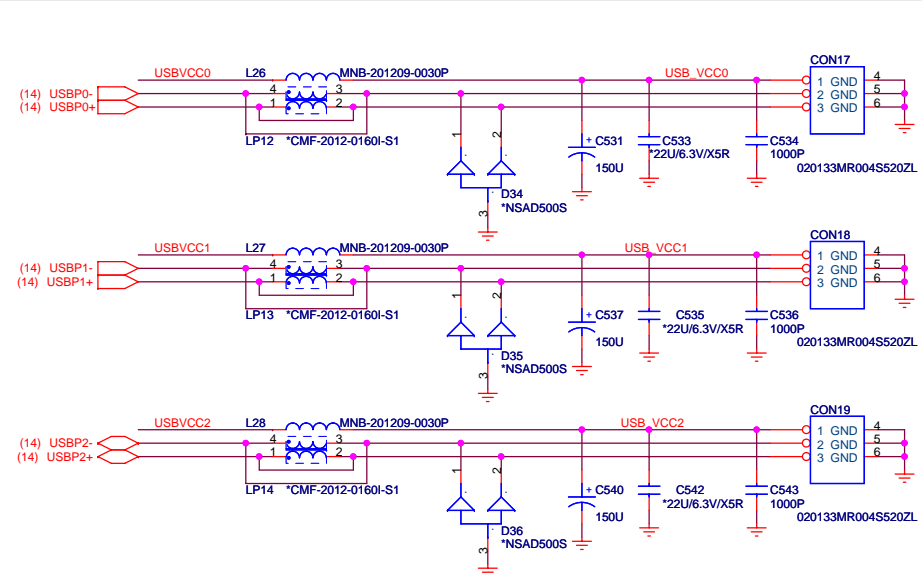 CON17
USBVCC0 L26 MNB-201209-0030P USB_VCC0
1 GND 4
(14) USBP0- 4 3 2 GND 5
(14) USBP0+ 1 2 3 GND 6
LP12 *CMF-2012-0160I-S1 1 2 + C531 C533 C534
150U *22U/6.3V/X5R 1000P
020133MR004S520ZL
D34
*NSAD500S
3
CON18
USBVCC1 L27 MNB-201209-0030P USB_VCC1
1 GND 4
(14) USBP1- 4 3 2 GND 5
(14) USBP1+ 1 2 3 GND 6
1 2
LP13 *CMF-2012-0160I-S1 + C537 C535 C536
*22U/6.3V/X5R 1000P
150U 020133MR004S520ZL
D35
*NSAD500S
3
CON19
USBVCC2 L28 MNB-201209-0030P USB_VCC2
1 GND 4
(14) USBP2- 4 3 2 GND 5
(14) USBP2+ 1 2 3 GND 6
1 2
LP14 *CMF-2012-0160I-S1 + C540 C542 C543
*22U/6.3V/X5R 1000P
150U 020133MR004S520ZL
D36
*NSAD500S
3